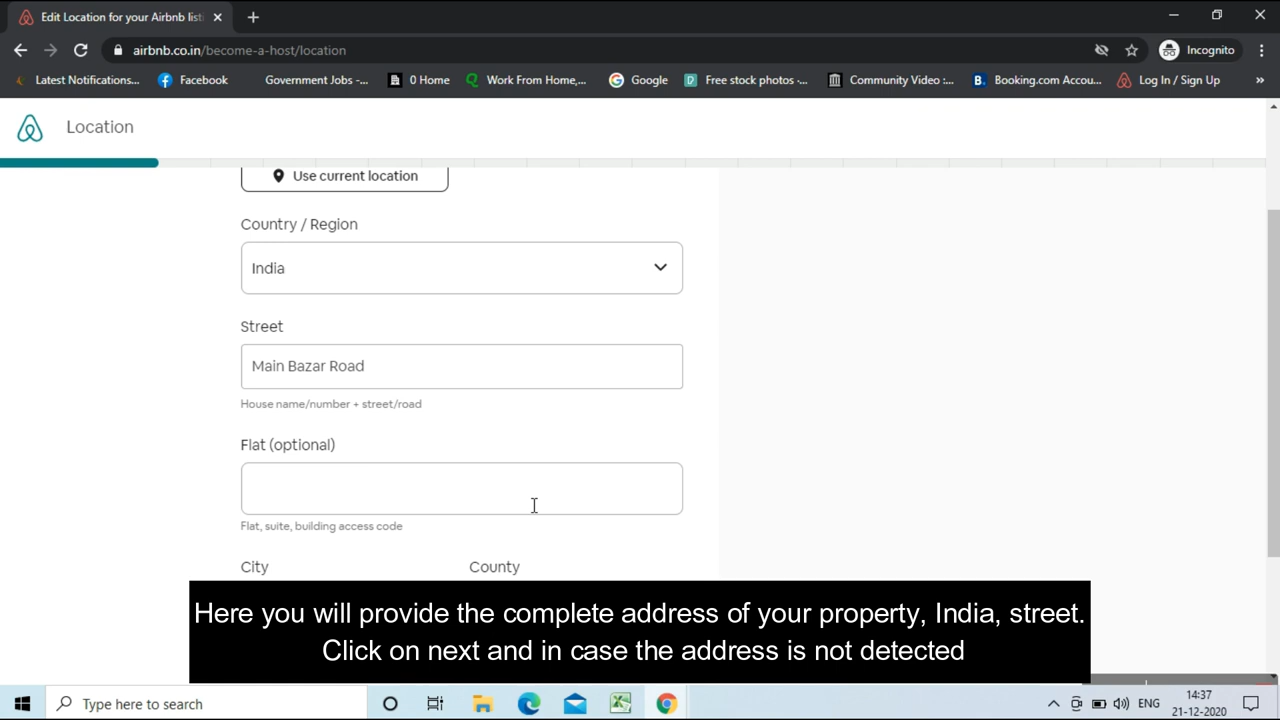 Edit Location for your Airbnb listi
airbnb.co.in/become-a-host/location
Incognito
Latest Notifications...
Facebook
Government Jobs -...
0 Home
Work From Home,...
Google
Free stock photos -...
Community Video :...
B.
Booking.com Accou...
Log In / Sign Up
»
Location
Use current location
Country / Region
India
Street
Main Bazar Road
House name/number + street/road
Flat (optional)
Flat, suite, building access code
City
County
Here you will provide the complete address of your property, India, street.
Click on next and in case the address is not detected
Type here to search
ENG
14:37
21-12-2020